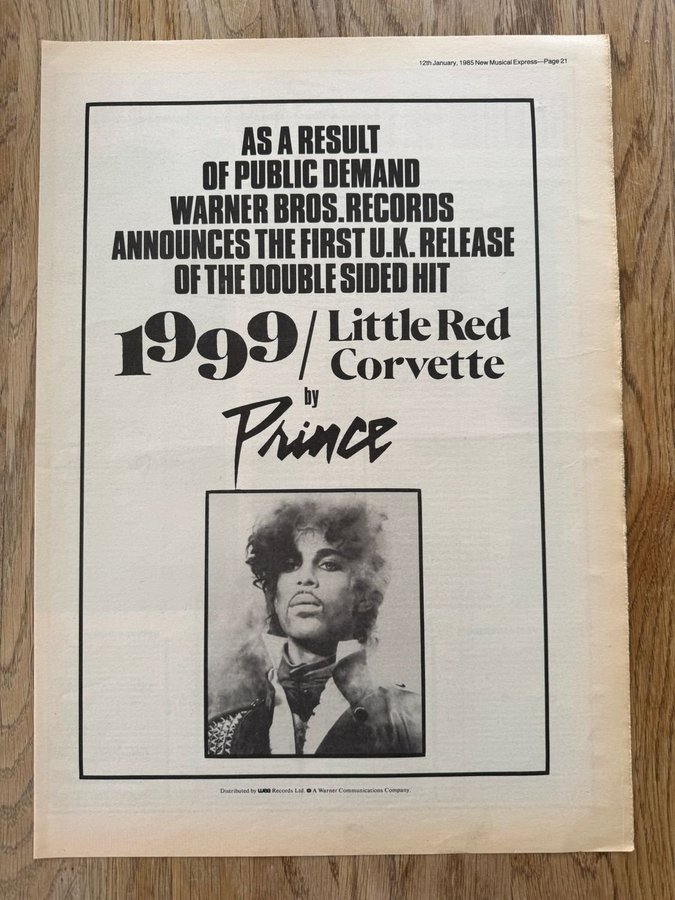 12th January, 1985 New Musical Express—Page 21
AS A RESULT
OF PUBLIC DEMAND
WARNER BROS. RECORDS
ANNOUNCES THE FIRST U.K. RELEASE
OF THE DOUBLE SIDED HIT
1999/Little Red
Corvette
by
Prince
Distributed by wea Records Ltd. A Warner Communications Company.